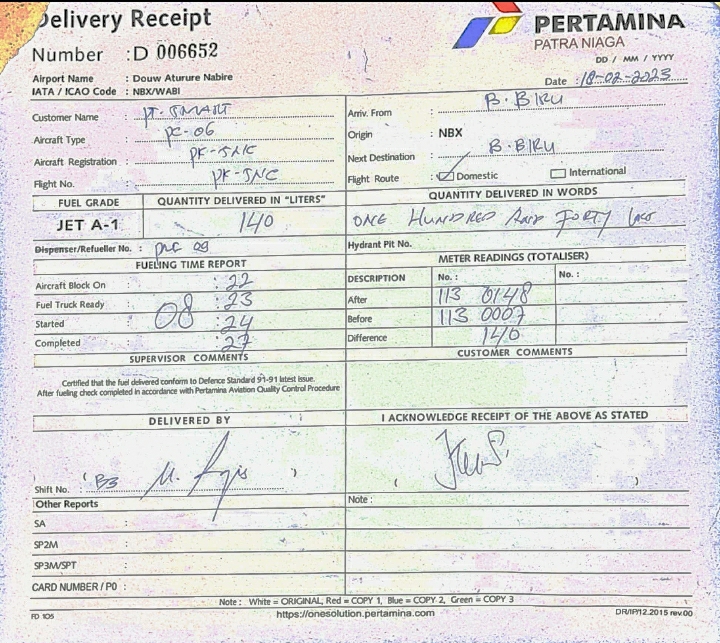 Delivery Receipt
PERTAMINA
PATRA NIAGA
Number : D 006652
DD / MM / YYYY
Airport Name : Douw Aturure Nabire
Date : 10-02-2023
IATA / ICAO Code : NBX/WABI
Customer Name : PT. SMART
Arriv. From : B. BIRU
Aircraft Type : PC-06
Origin : NBX
Aircraft Registration : PK-SNC
Next Destination : B. BIRU
Flight No. : PK-SNC
Flight Route : Domestic International
FUEL GRADE QUANTITY DELIVERED IN "LITERS" QUANTITY DELIVERED IN WORDS
JET A-1 140 ONE HUNDRED And FORTY
Dispenser/Refueller No. : 09
Hydrant Pit No.
FUELING TIME REPORT METER READINGS (TOTALISER)
DESCRIPTION No. : No. :
Aircraft Block On : 22
Fuel Truck Ready : 23
After 113 0148
Started 08 : 24
Before 113 0007
Completed : 27
Difference 140
SUPERVISOR COMMENTS CUSTOMER COMMENTS
Certified that the fuel delivered conform to Defence Standard 91-91 latest issue.
After fueling check completed in accordance with Pertamina Aviation Quality Control Procedure
DELIVERED BY I ACKNOWLEDGE RECEIPT OF THE ABOVE AS STATED
Shift No. : ( B3 ) ( )
Other Reports Note :
SA :
SP2M :
SP3M/SPT :
CARD NUMBER / PO :
Note : White = ORIGINAL, Red = COPY 1, Blue = COPY 2, Green = COPY 3
FD 105 https://onesolution.pertamina.com DR/IP/12.2015 rev.00